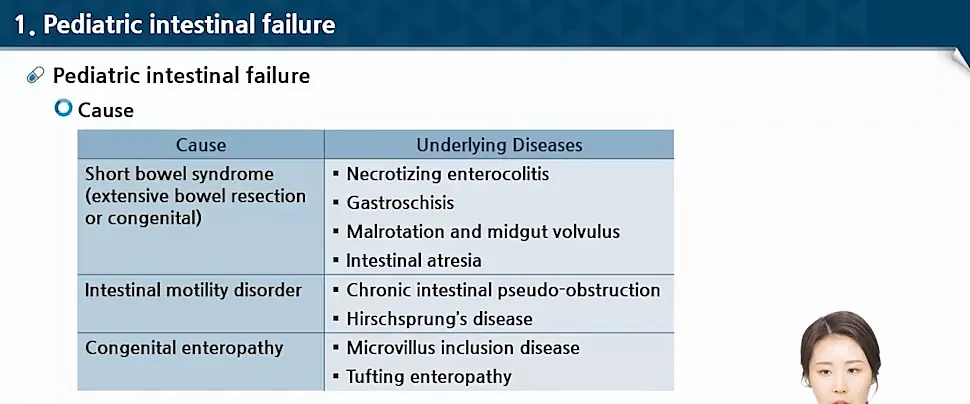 1. Pediatric intestinal failure
Pediatric intestinal failure
Cause
Cause
Underlying Diseases
Short bowel syndrome
(extensive bowel resection
or congenital)
▪ Necrotizing enterocolitis
▪ Gastroschisis
▪ Malrotation and midgut volvulus
▪ Intestinal atresia
Intestinal motility disorder
▪ Chronic intestinal pseudo-obstruction
▪ Hirschsprung's disease
Congenital enteropathy
▪ Microvillus inclusion disease
▪ Tufting enteropathy